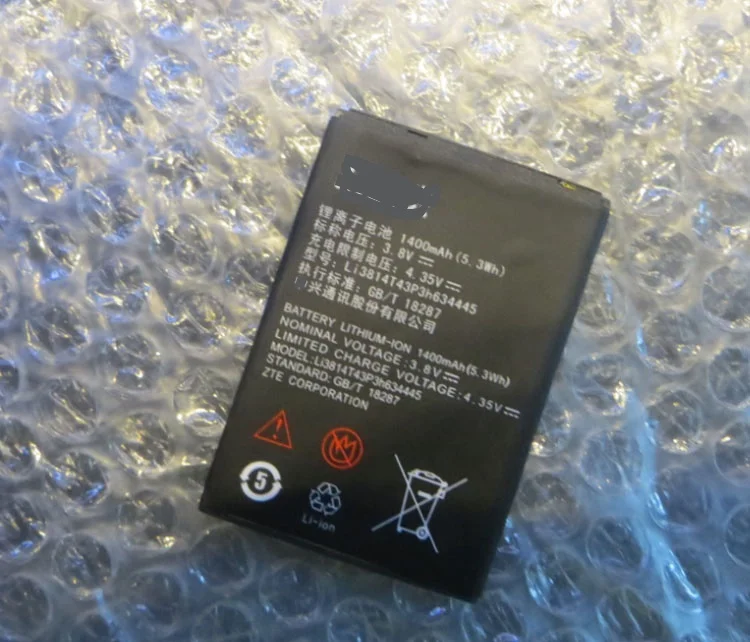 锂离子电池 1400mAh(5.3Wh)
标称电压: 3.8V
充电限制电压: 4.35V
型号: Li3814T43P3h634445
执行标准: GB/T 18287
兴通讯股份有限公司
BATTERY LITHIUM-ION 1400mAh(5.3Wh)
NOMINAL VOLTAGE:3.8V
LIMITED CHARGE VOLTAGE:4.35V
MODEL:Li3814T43P3h634445
STANDARD:GB/T 18287
ZTE CORPORATION
5
Li-ion